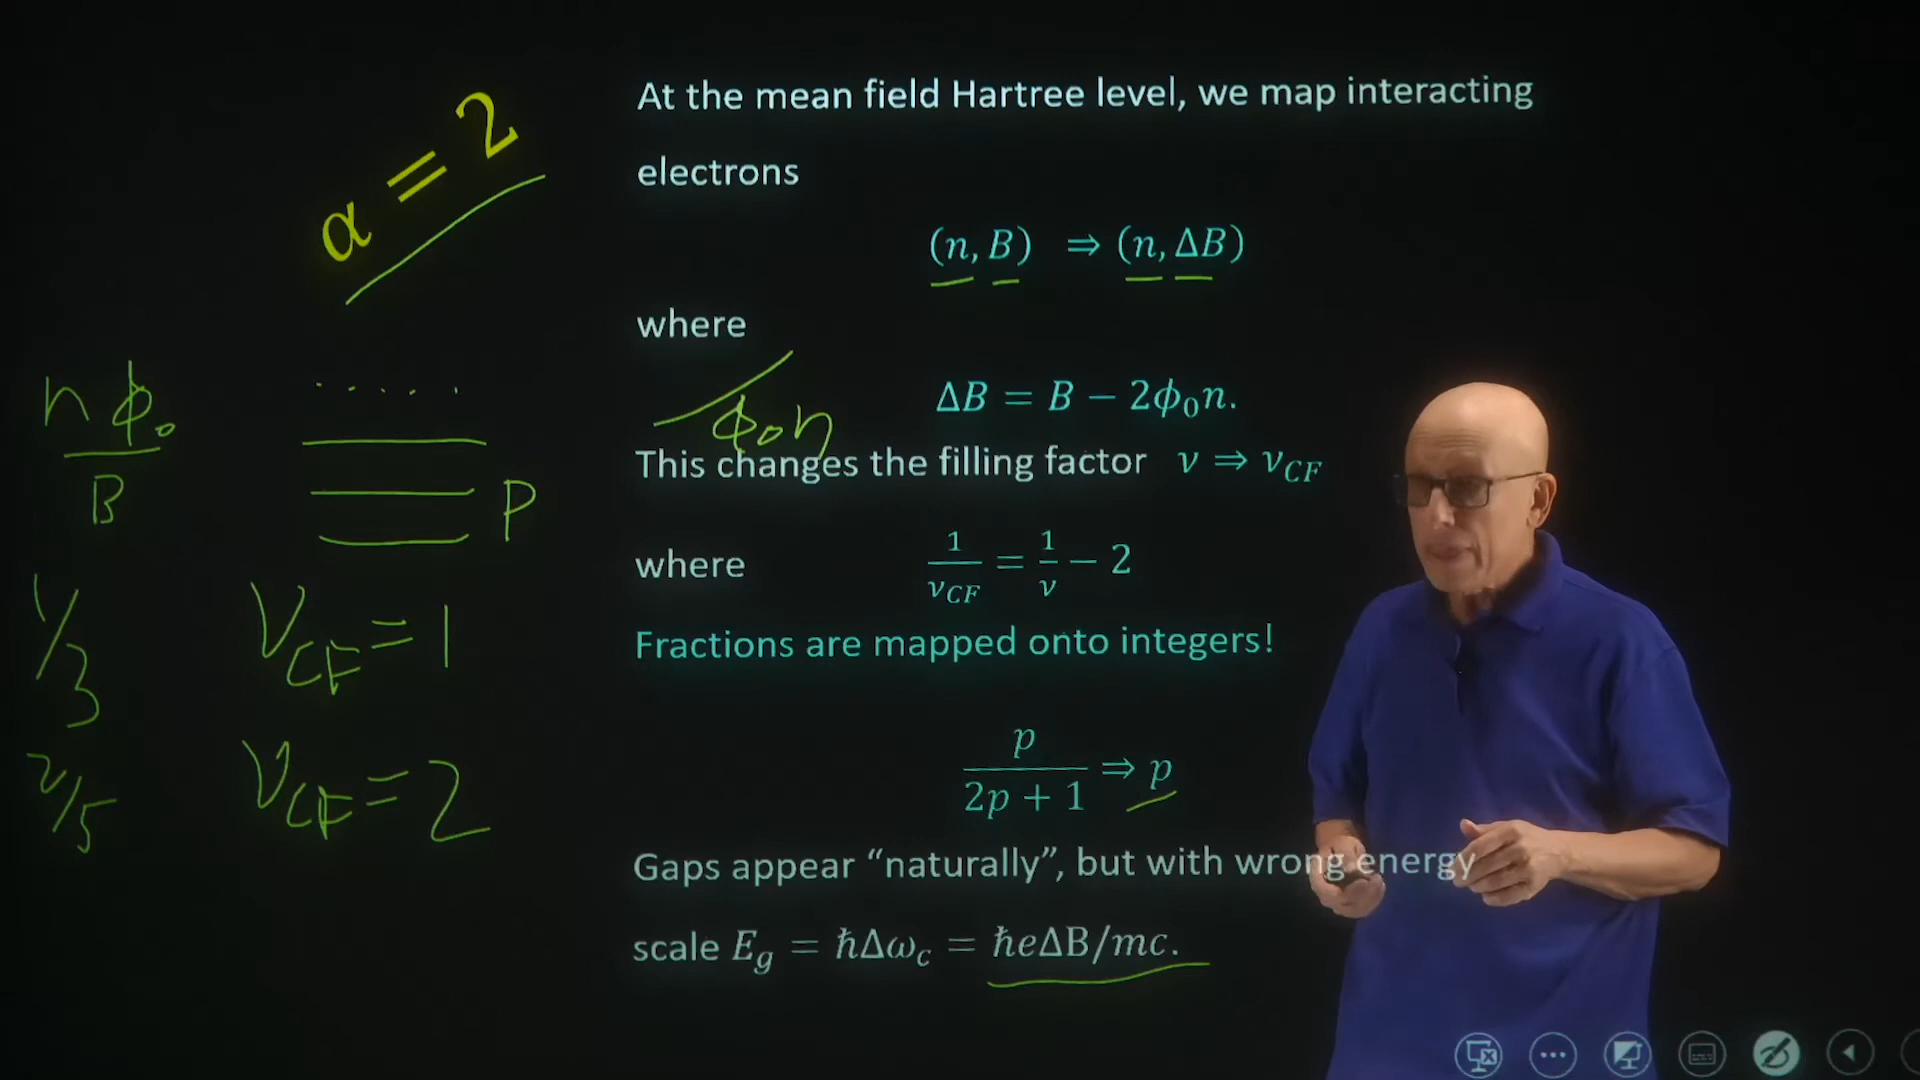 α = 2
At the mean field Hartree level, we map interacting
electrons
(n, B) ⇒ (n, ΔB)
where
ΔB = B − 2ϕ₀n.
ϕ₀n
This changes the filling factor ν ⇒ ν_CF
where 1/ν_CF = 1/ν − 2
Fractions are mapped onto integers!
p/(2p + 1) ⇒ p
Gaps appear “naturally”, but with wrong energy
scale E_g = ħΔω_c = ħeΔB/mc.
nϕ₀/B
P
1/3 ν_CF = 1
2/5 ν_CF = 2